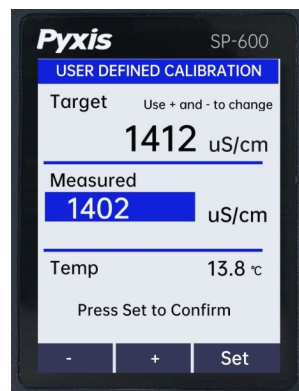 Pyxis SP-600
USER DEFINED CALIBRATION
Target Use + and - to change
1412 uS/cm
Measured
1402 uS/cm
Temp 13.8 ℃
Press Set to Confirm
- + Set